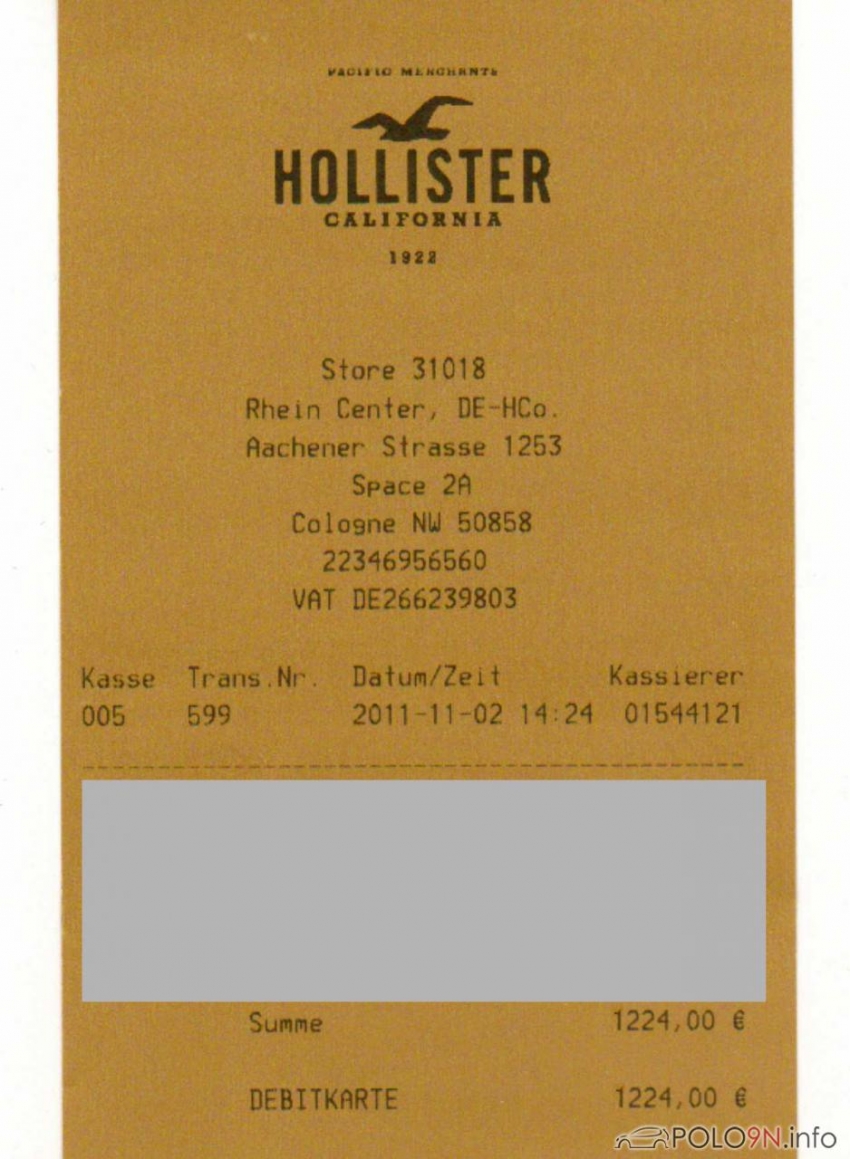 PACIFIC MERCHANTS
HOLLISTER
CALIFORNIA
1922
Store 31018
Rhein Center, DE-HCo.
Aachener Strasse 1253
Space 2A
Cologne NW 50858
22346956560
VAT DE266239803
Kasse Trans.Nr. Datum/Zeit Kassierer
005 599 2011-11-02 14:24 01544121
Summe 1224,00 €
DEBITKARTE 1224,00 €
POLO9N.info